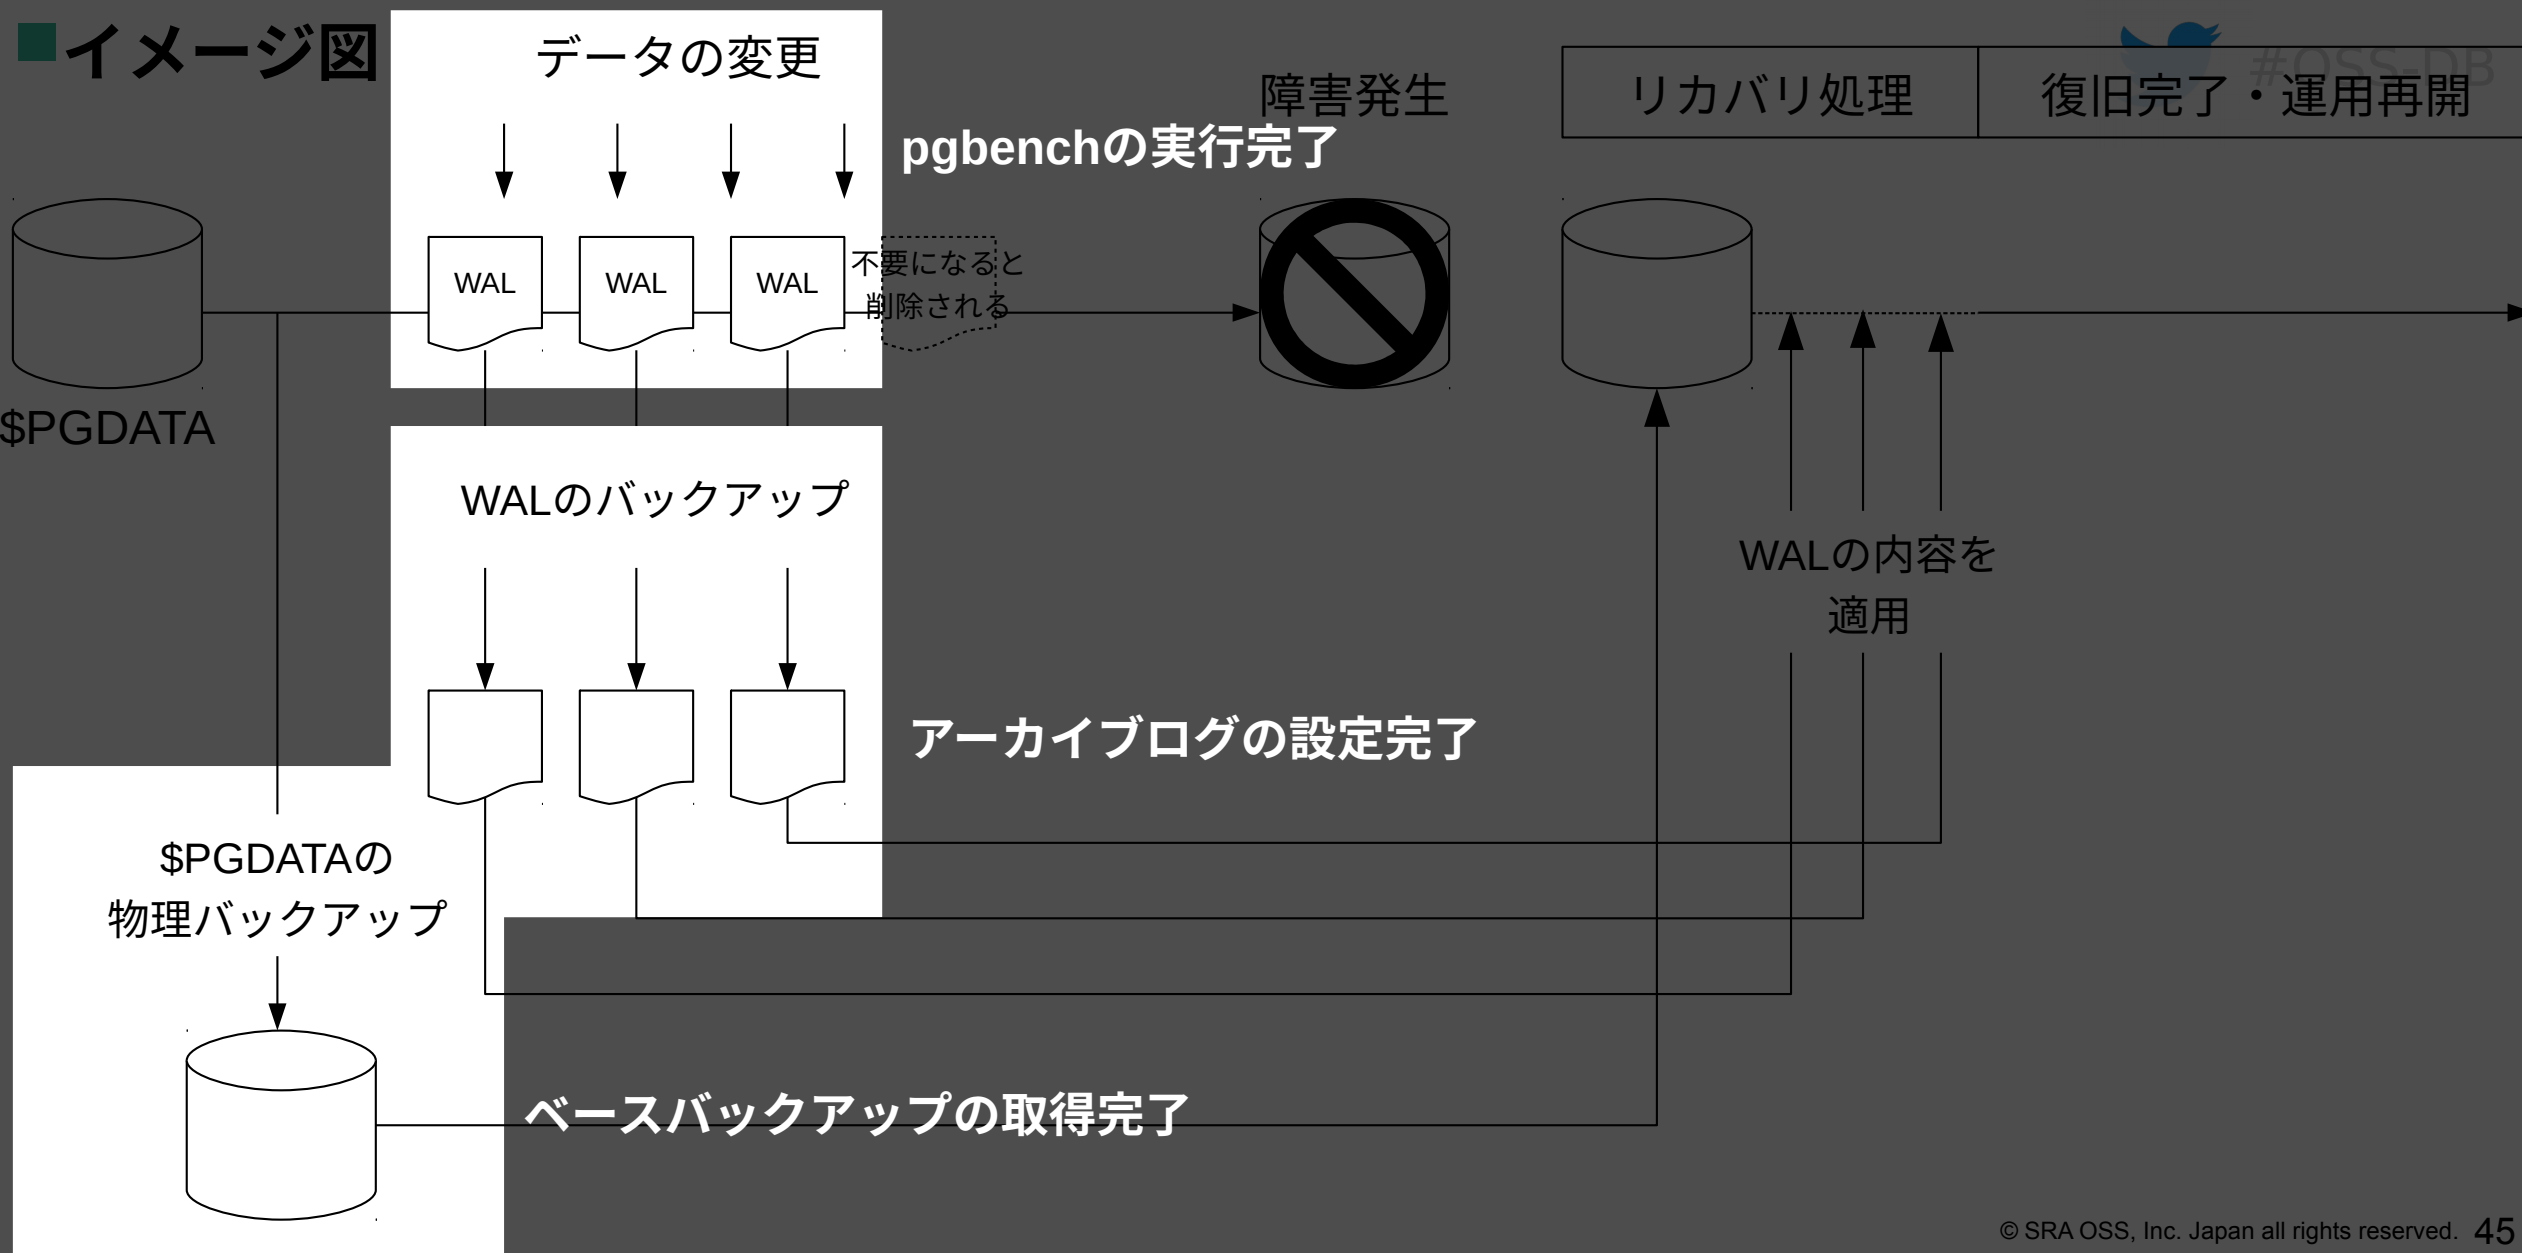 イメージ図
データの変更
#OSS-DB
障害発生
リカバリ処理
復旧完了・運用再開
pgbenchの実行完了
WAL
WAL
WAL
不要になると
削除される
$PGDATA
WALのバックアップ
WALの内容を
適用
アーカイブログの設定完了
$PGDATAの
物理バックアップ
ベースバックアップの取得完了
© SRA OSS, Inc. Japan all rights reserved. 45